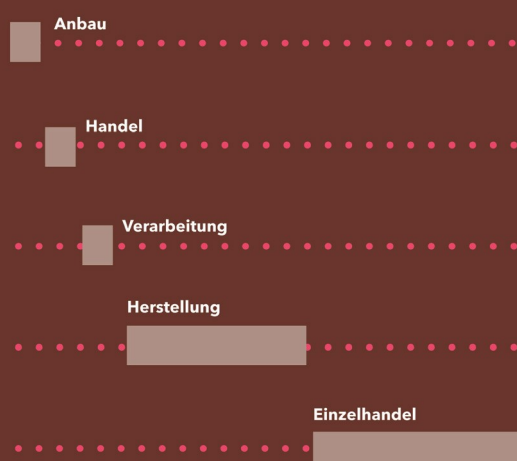 Anbau
Handel
Verarbeitung
Herstellung
Einzelhandel